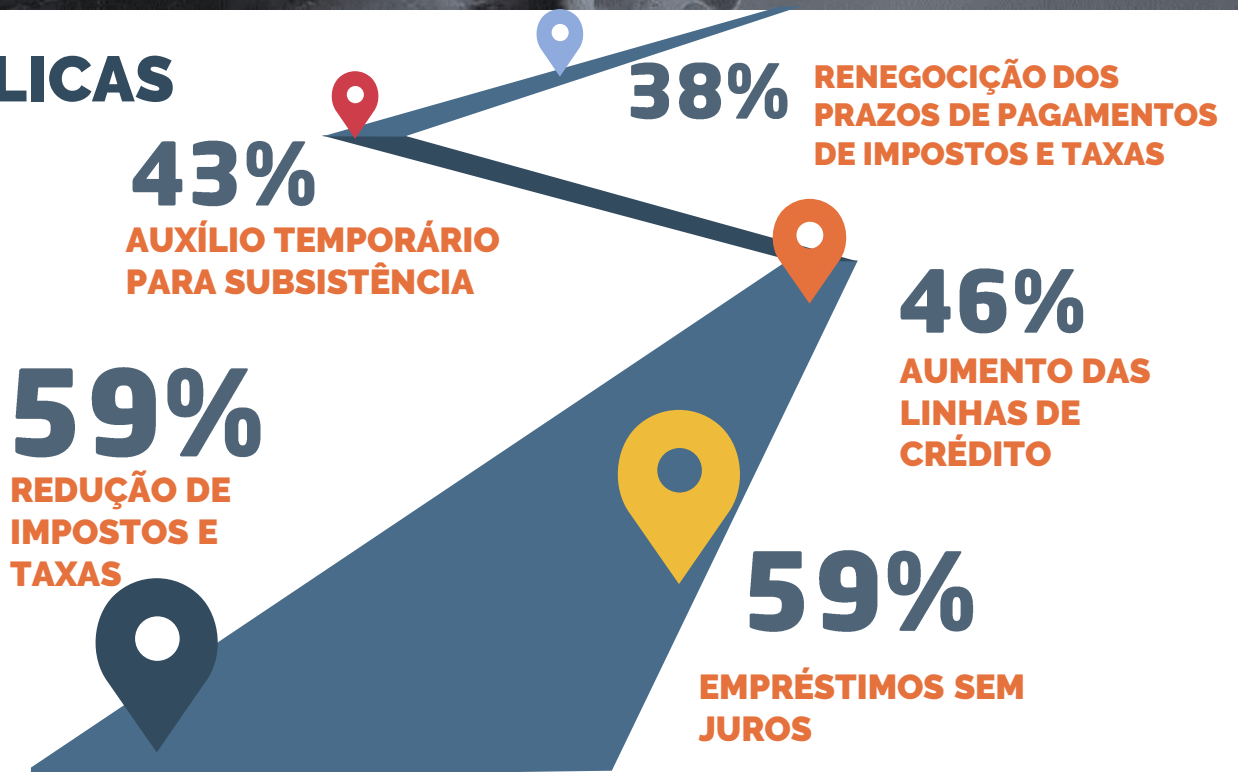 LICAS
38%
RENEGOCIÇÃO DOS
PRAZOS DE PAGAMENTOS
DE IMPOSTOS E TAXAS
43%
AUXÍLIO TEMPORÁRIO
PARA SUBSISTÊNCIA
46%
AUMENTO DAS
LINHAS DE
CRÉDITO
59%
REDUÇÃO DE
IMPOSTOS E
TAXAS
59%
EMPRÉSTIMOS SEM
JUROS